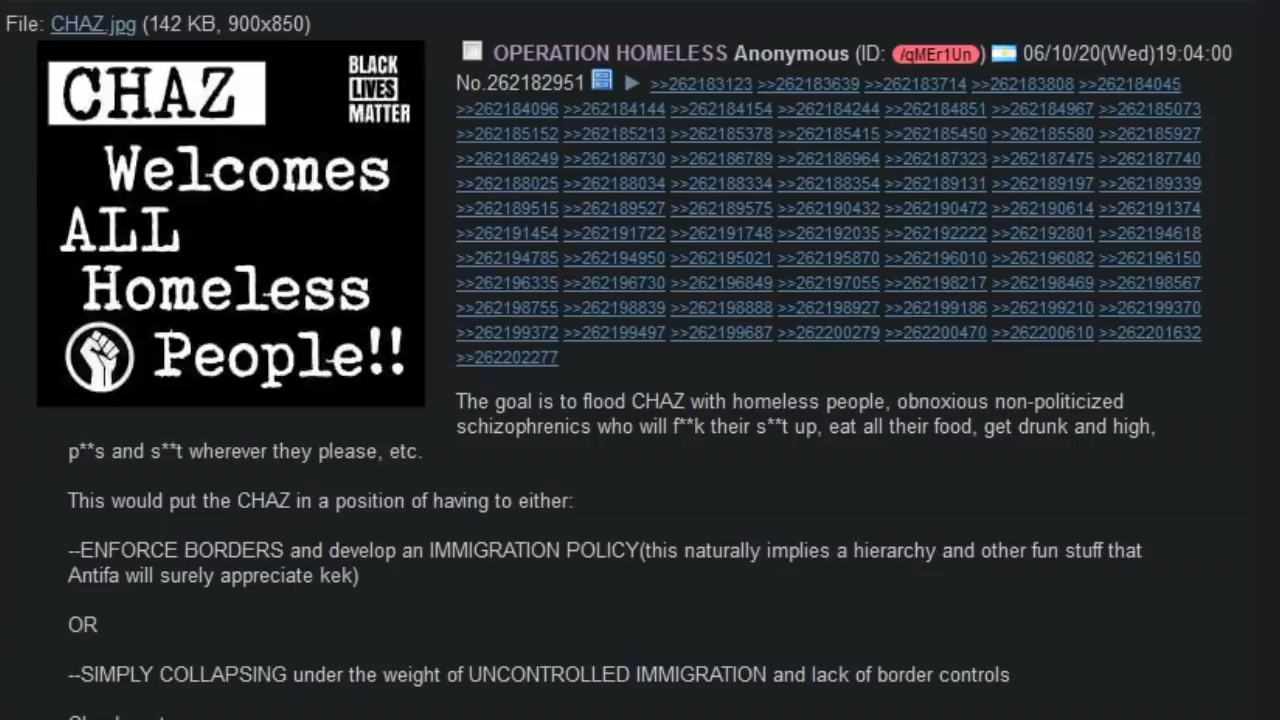 File: CHAZ.jpg (142 KB, 900x850)
CHAZ
BLACK
LIVES
MATTER
Welcomes
ALL
Homeless
People!!
OPERATION HOMELESS Anonymous (ID: /qMEr1Un) 06/10/20(Wed)19:04:00
No.262182951 >>262183123 >>262183639 >>262183714 >>262183808 >>262184045
>>262184096 >>262184144 >>262184154 >>262184244 >>262184851 >>262184967 >>262185073
>>262185152 >>262185213 >>262185378 >>262185415 >>262185450 >>262185580 >>262185927
>>262186249 >>262186730 >>262186789 >>262186964 >>262187323 >>262187475 >>262187740
>>262188025 >>262188034 >>262188334 >>262188354 >>262189131 >>262189197 >>262189339
>>262189515 >>262189527 >>262189575 >>262190432 >>262190472 >>262190614 >>262191374
>>262191454 >>262191722 >>262191748 >>262192035 >>262192222 >>262192801 >>262194618
>>262194785 >>262194950 >>262195021 >>262195870 >>262196010 >>262196082 >>262196150
>>262196335 >>262196730 >>262196849 >>262197055 >>262198217 >>262198469 >>262198567
>>262198755 >>262198839 >>262198888 >>262198927 >>262199186 >>262199210 >>262199370
>>262199372 >>262199497 >>262199687 >>262200279 >>262200470 >>262200610 >>262201632
>>262202277
The goal is to flood CHAZ with homeless people, obnoxious non-politicized
schizophrenics who will f**k their s**t up, eat all their food, get drunk and high,
p**s and s**t wherever they please, etc.
This would put the CHAZ in a position of having to either:
--ENFORCE BORDERS and develop an IMMIGRATION POLICY(this naturally implies a hierarchy and other fun stuff that
Antifa will surely appreciate kek)
OR
--SIMPLY COLLAPSING under the weight of UNCONTROLLED IMMIGRATION and lack of border controls